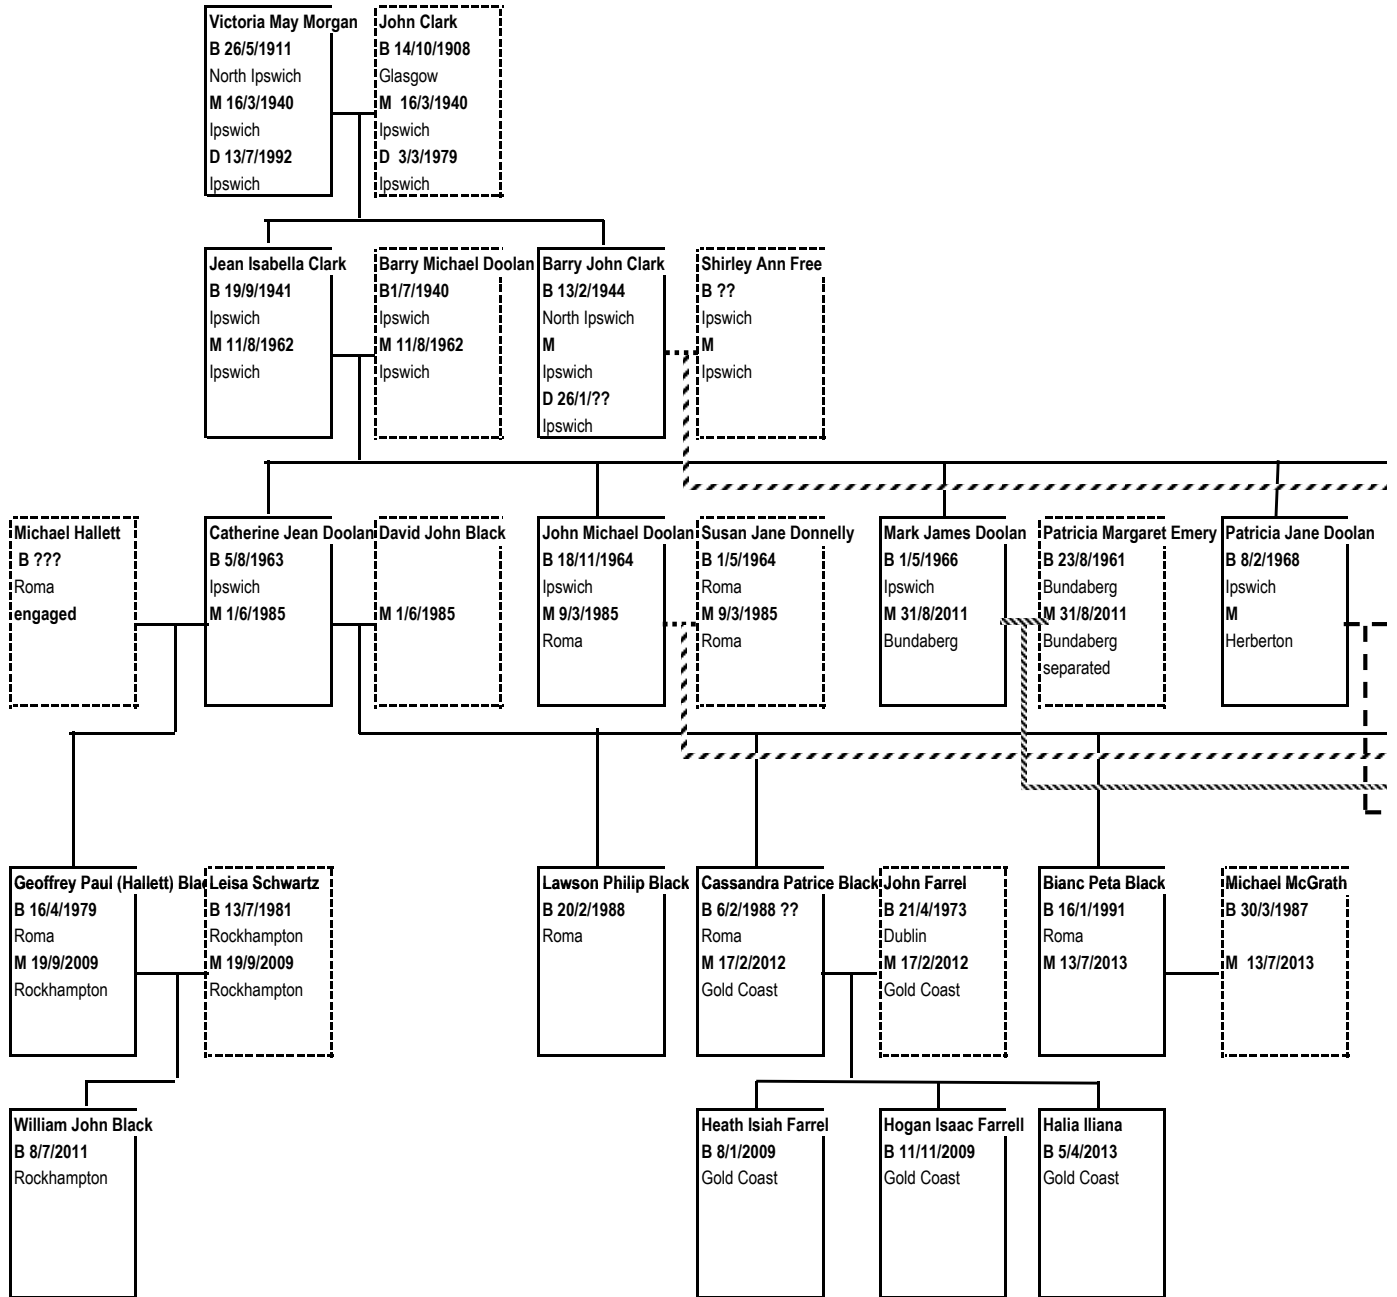 Victoria May Morgan
B 26/5/1911
North Ipswich
M 16/3/1940
Ipswich
D 13/7/1992
Ipswich
John Clark
B 14/10/1908
Glasgow
M 16/3/1940
Ipswich
D 3/3/1979
Ipswich
Jean Isabella Clark
B 19/9/1941
Ipswich
M 11/8/1962
Ipswich
Barry Michael Doolan
B1/7/1940
Ipswich
M 11/8/1962
Ipswich
Barry John Clark
B 13/2/1944
North Ipswich
M
Ipswich
D 26/1/??
Ipswich
Shirley Ann Free
B ??
Ipswich
M
Ipswich
Michael Hallett
B ???
Roma
engaged
Catherine Jean Doolan
B 5/8/1963
Ipswich
M 1/6/1985
David John Black
M 1/6/1985
John Michael Doolan
B 18/11/1964
Ipswich
M 9/3/1985
Roma
Susan Jane Donnelly
B 1/5/1964
Roma
M 9/3/1985
Roma
Mark James Doolan
B 1/5/1966
Ipswich
M 31/8/2011
Bundaberg
Patricia Margaret Emery
B 23/8/1961
Bundaberg
M 31/8/2011
Bundaberg
separated
Patricia Jane Doolan
B 8/2/1968
Ipswich
M
Herberton
Geoffrey Paul (Hallett) Bla
B 16/4/1979
Roma
M 19/9/2009
Rockhampton
Leisa Schwartz
B 13/7/1981
Rockhampton
M 19/9/2009
Rockhampton
Lawson Philip Black
B 20/2/1988
Roma
Cassandra Patrice Black
B 6/2/1988 ??
Roma
M 17/2/2012
Gold Coast
John Farrel
B 21/4/1973
Dublin
M 17/2/2012
Gold Coast
Bianc Peta Black
B 16/1/1991
Roma
M 13/7/2013
Michael McGrath
B 30/3/1987
M 13/7/2013
William John Black
B 8/7/2011
Rockhampton
Heath Isiah Farrel
B 8/1/2009
Gold Coast
Hogan Isaac Farrell
B 11/11/2009
Gold Coast
Halia Iliana
B 5/4/2013
Gold Coast